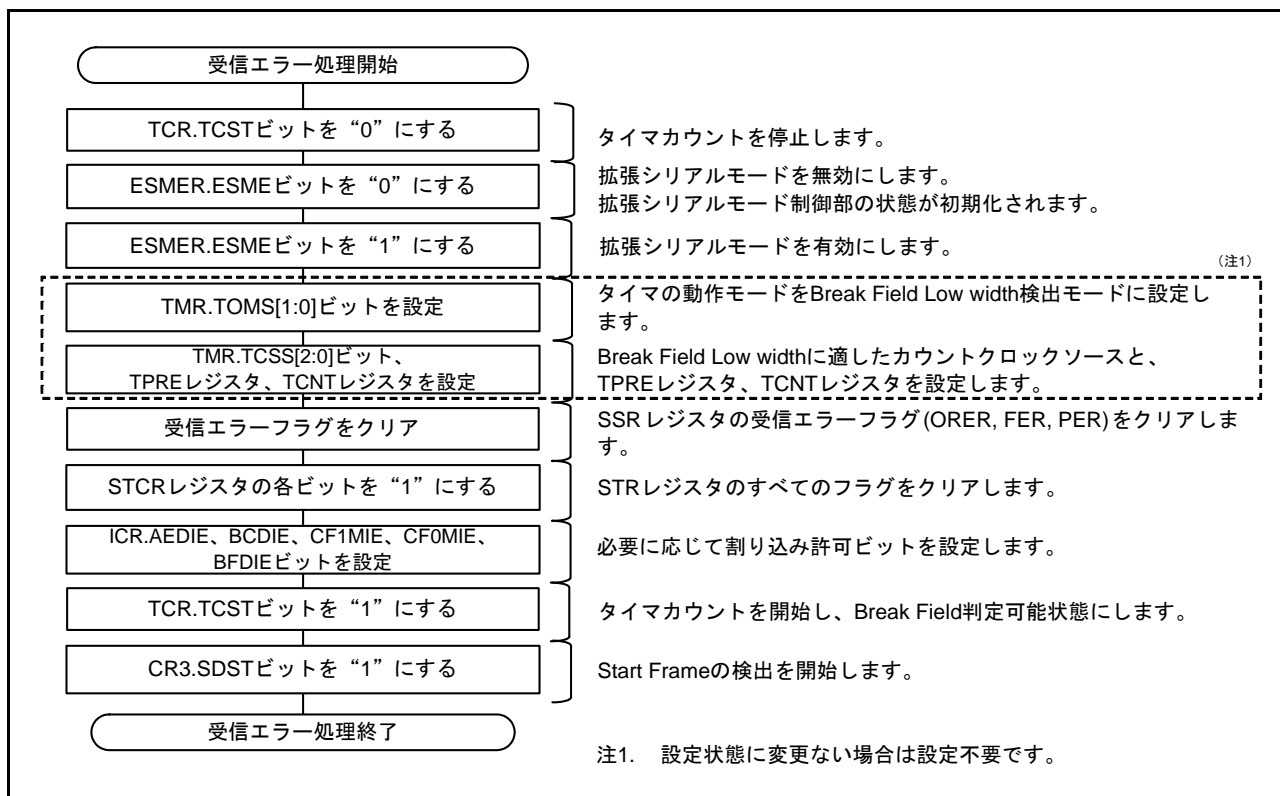 受信エラー処理開始
TCR.TCSTビットを“0”にする
タイマカウントを停止します。
ESMER.ESMEビットを“0”にする
拡張シリアルモードを無効にします。
拡張シリアルモード制御部の状態が初期化されます。
ESMER.ESMEビットを“1”にする
拡張シリアルモードを有効にします。
（注1）
TMR.TOMS[1:0]ビットを設定
タイマの動作モードをBreak Field Low width検出モードに設定し
ます。
TMR.TCSS[2:0]ビット、
TPREレジスタ、TCNTレジスタを設定
Break Field Low widthに適したカウントクロックソースと、
TPREレジスタ、TCNTレジスタを設定します。
受信エラーフラグをクリア
SSRレジスタの受信エラーフラグ(ORER, FER, PER)をクリアしま
す。
STCRレジスタの各ビットを“1”にする
STRレジスタのすべてのフラグをクリアします。
ICR.AEDIE、BCDIE、CF1MIE、CF0MIE、
BFDIEビットを設定
必要に応じて割り込み許可ビットを設定します。
TCR.TCSTビットを“1”にする
タイマカウントを開始し、Break Field判定可能状態にします。
CR3.SDSTビットを“1”にする
Start Frameの検出を開始します。
受信エラー処理終了
注1. 設定状態に変更ない場合は設定不要です。